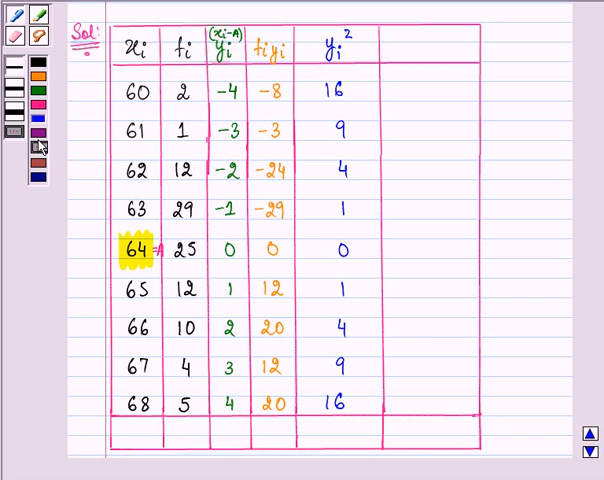 Sol:
(xi-A)
xi fi yi fiyi yi²
60 2 -4 -8 16
61 1 -3 -3 9
62 12 -2 -24 4
63 29 -1 -29 1
64 =A 25 0 0 0
65 12 1 12 1
66 10 2 20 4
67 4 3 12 9
68 5 4 20 16